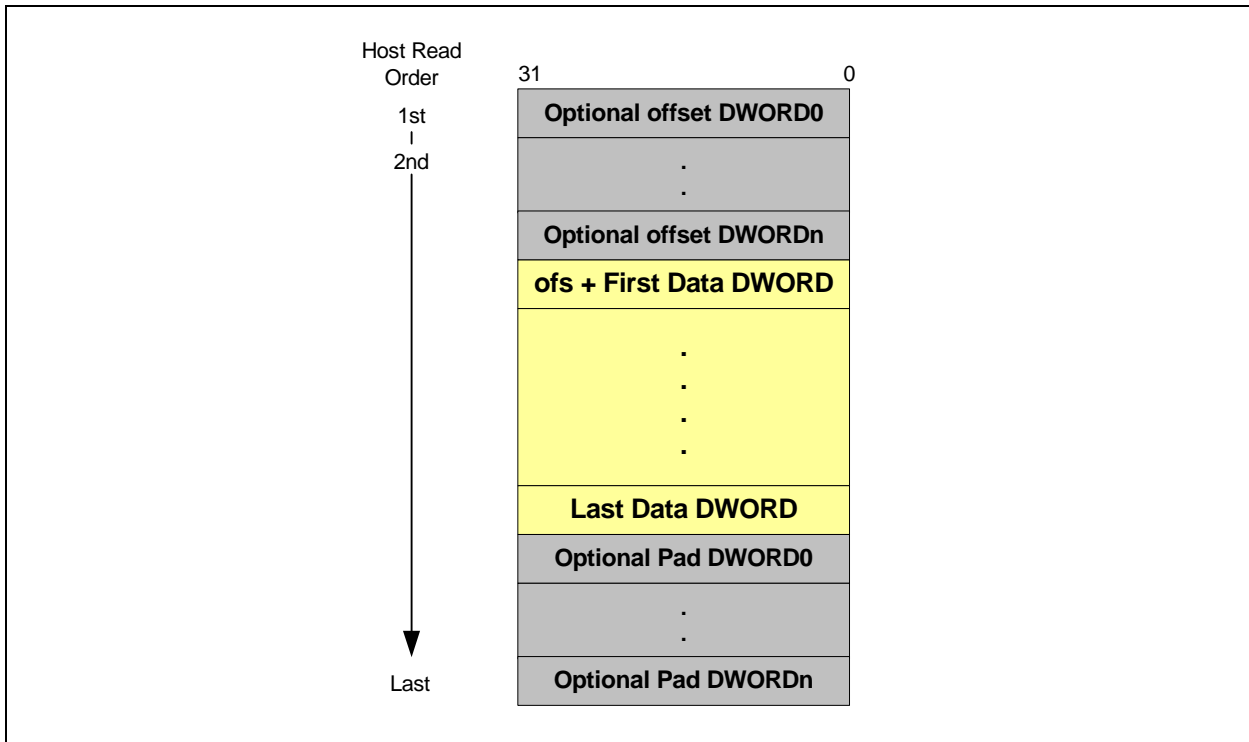 Host Read
Order
31
0
1st
2nd
Last
Optional offset DWORD0
.
.
Optional offset DWORDn
ofs + First Data DWORD
.
.
.
.
Last Data DWORD
Optional Pad DWORD0
.
.
Optional Pad DWORDn